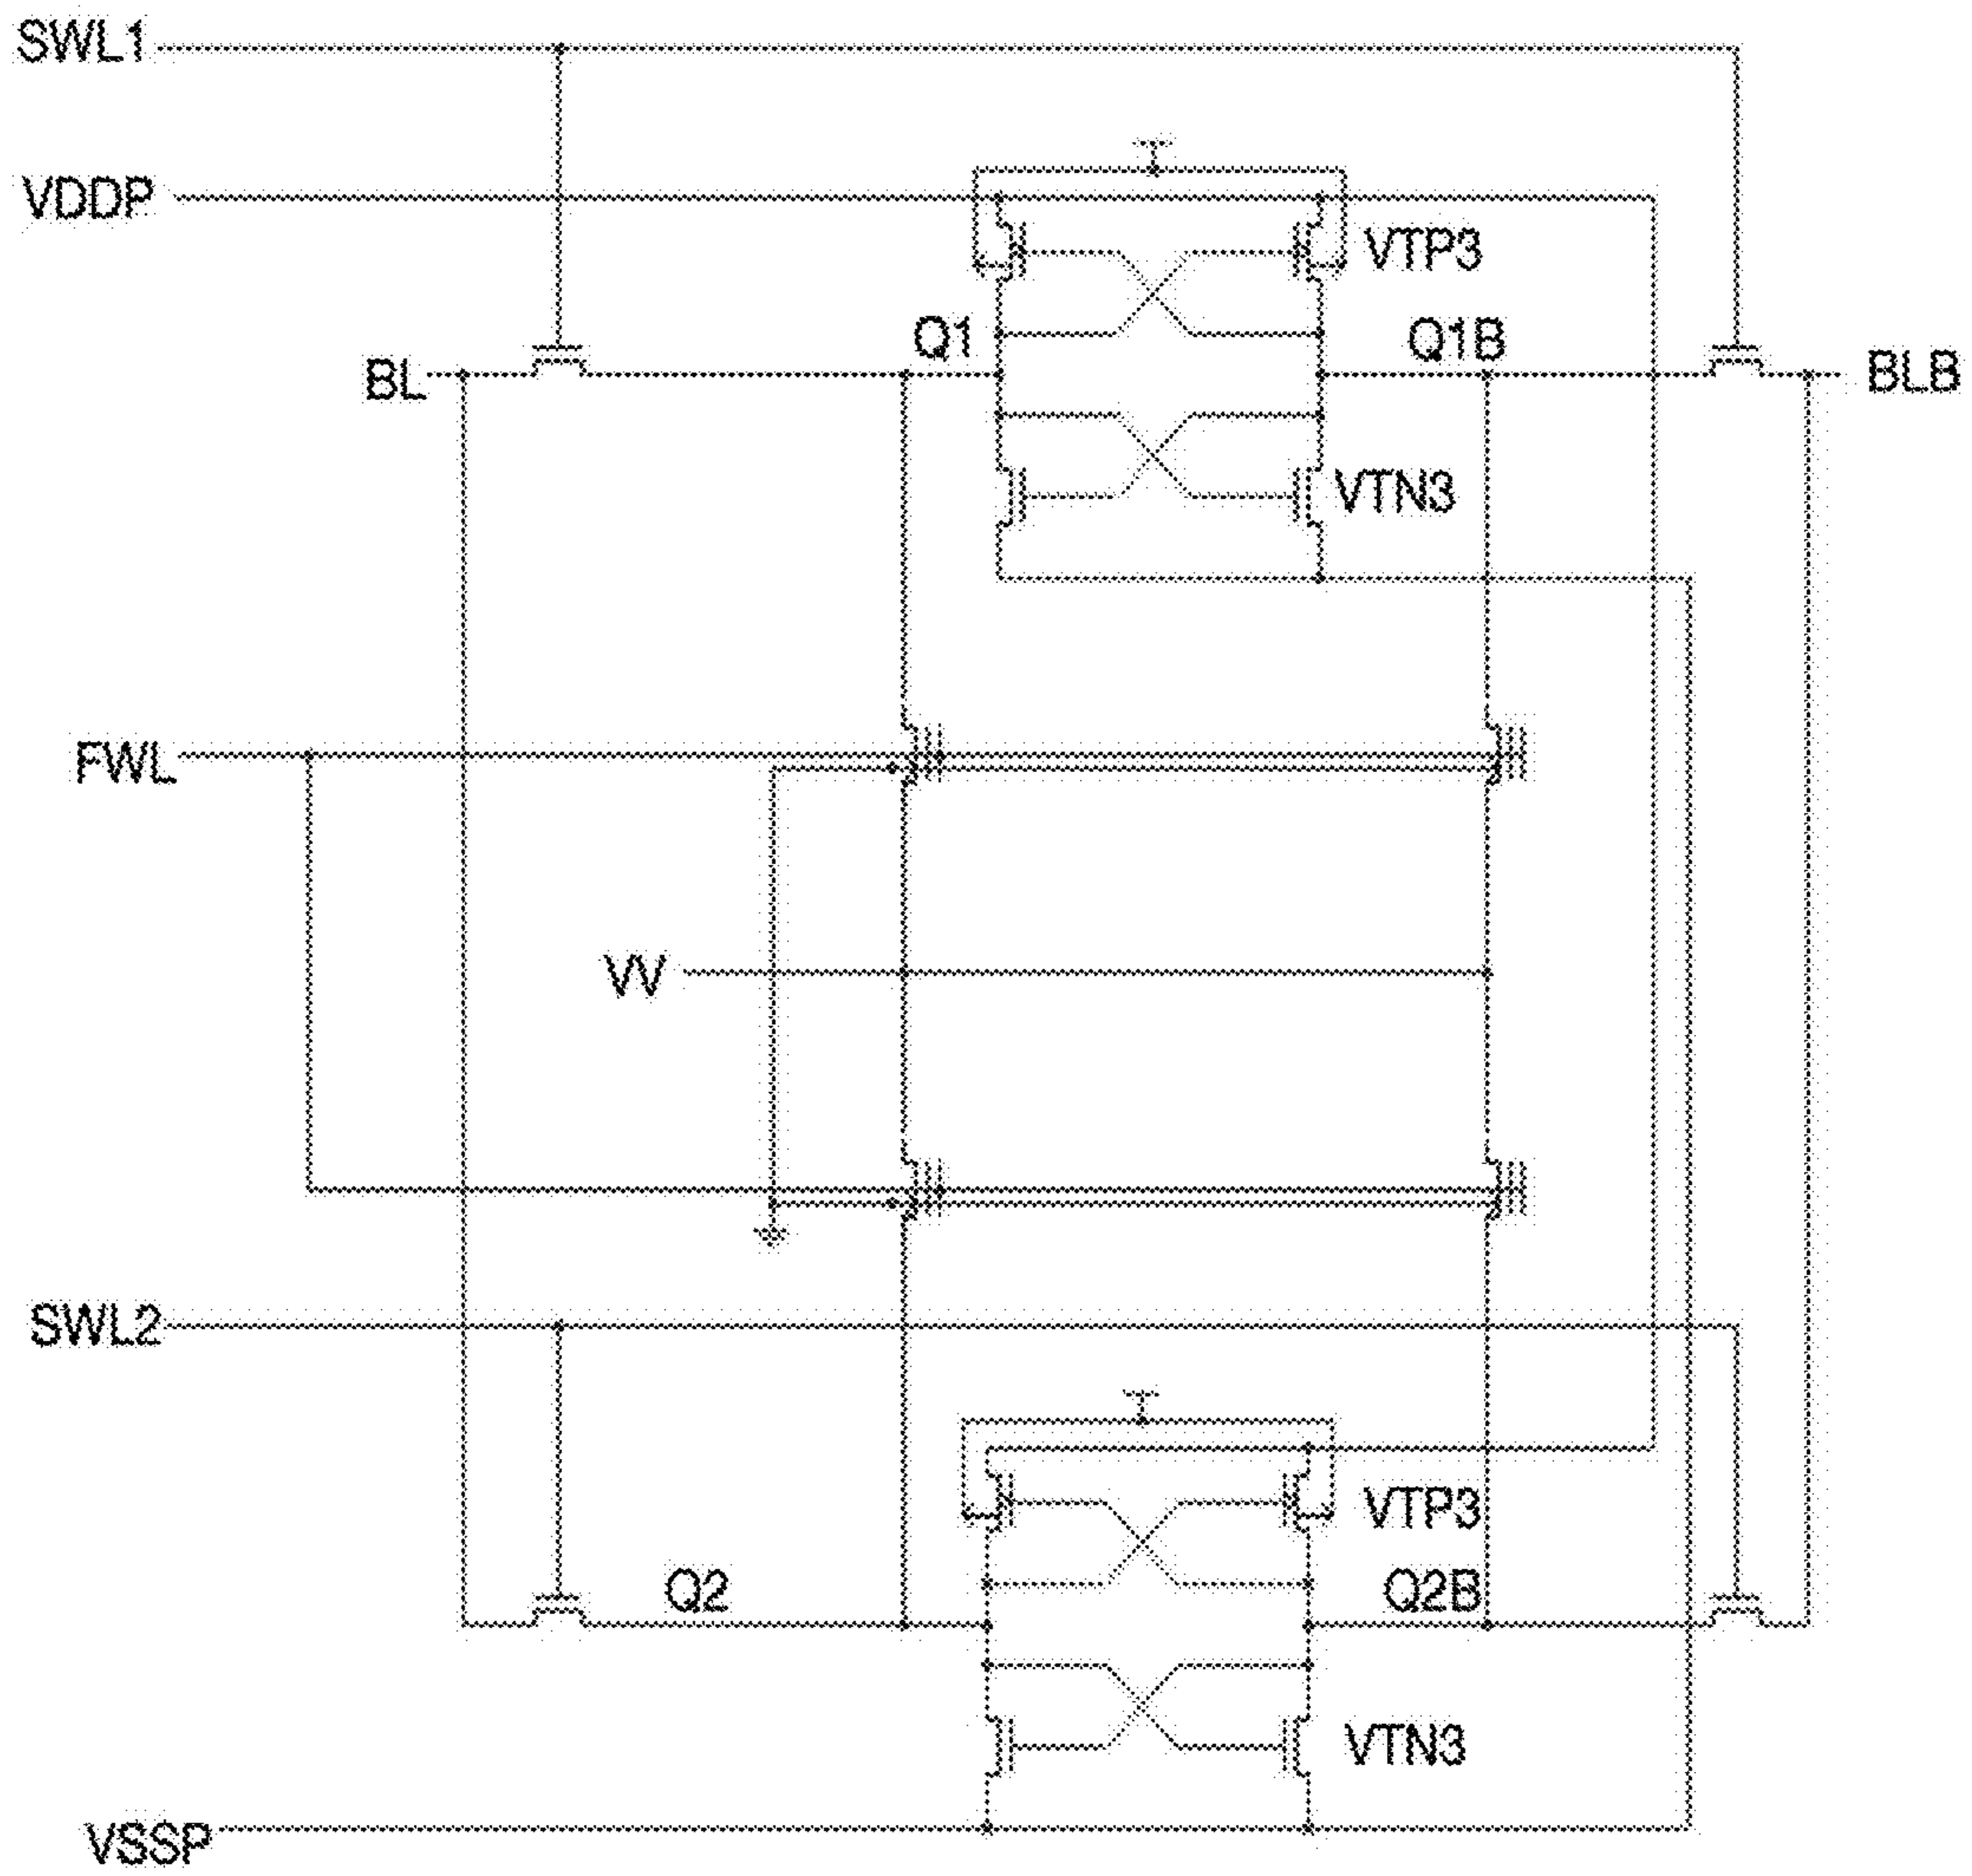 SWL1
VDDP
VTP3
Q1
Q1B
BL
BLB
VTN3
FWL
VV
SWL2
VTP3
Q2
Q2B
VTN3
VSSP